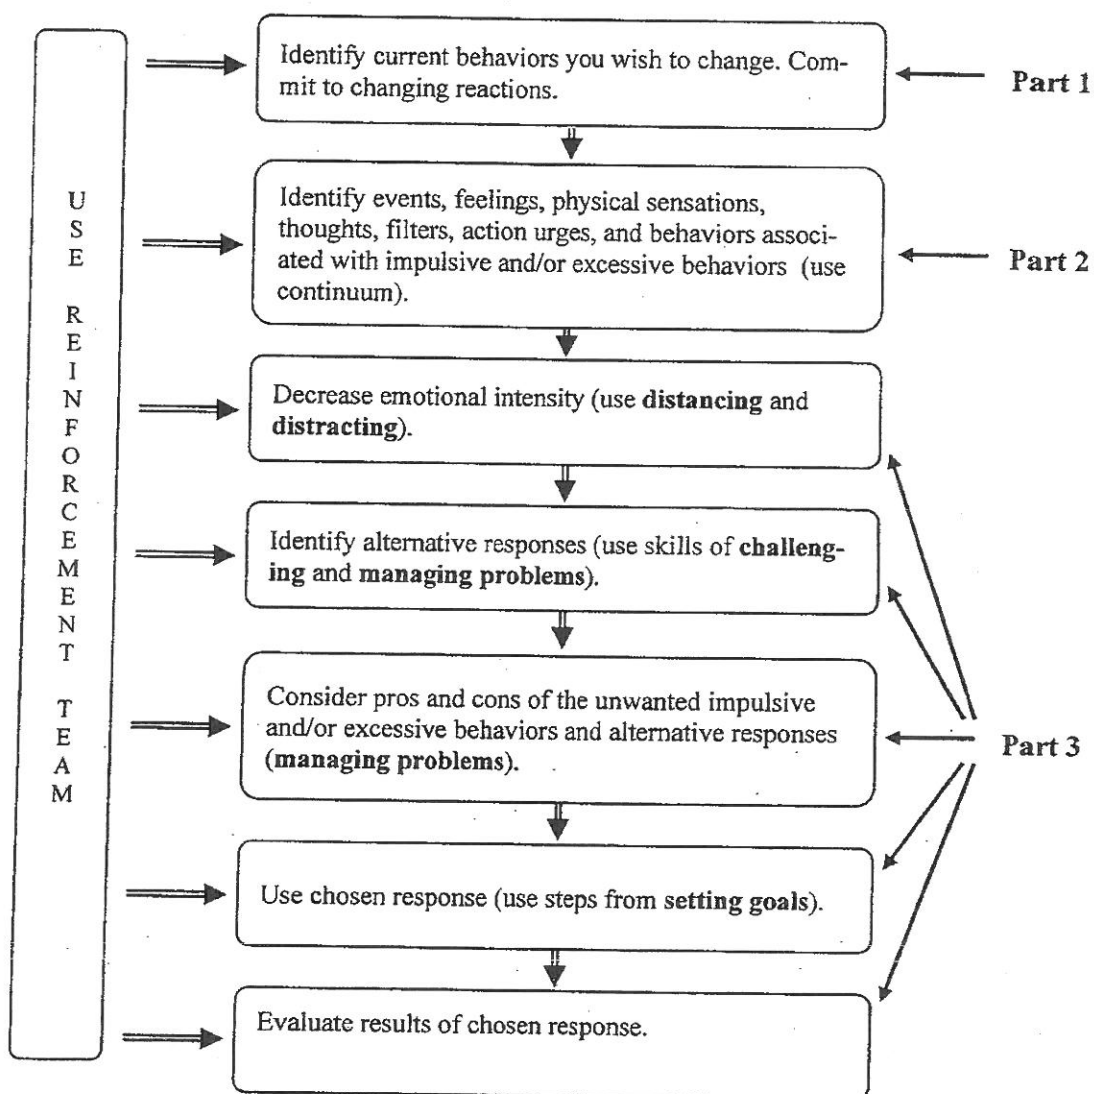 Identify current behaviors you wish to change. Com-
mit to changing reactions.
Part 1
Identify events, feelings, physical sensations,
thoughts, filters, action urges, and behaviors associ-
ated with impulsive and/or excessive behaviors (use
continuum).
Part 2
Decrease emotional intensity (use distancing and
distracting).
Identify alternative responses (use skills of challeng-
ing and managing problems).
Consider pros and cons of the unwanted impulsive
and/or excessive behaviors and alternative responses
(managing problems).
Part 3
Use chosen response (use steps from setting goals).
Evaluate results of chosen response.
USE REINFORCEMENT TEAM